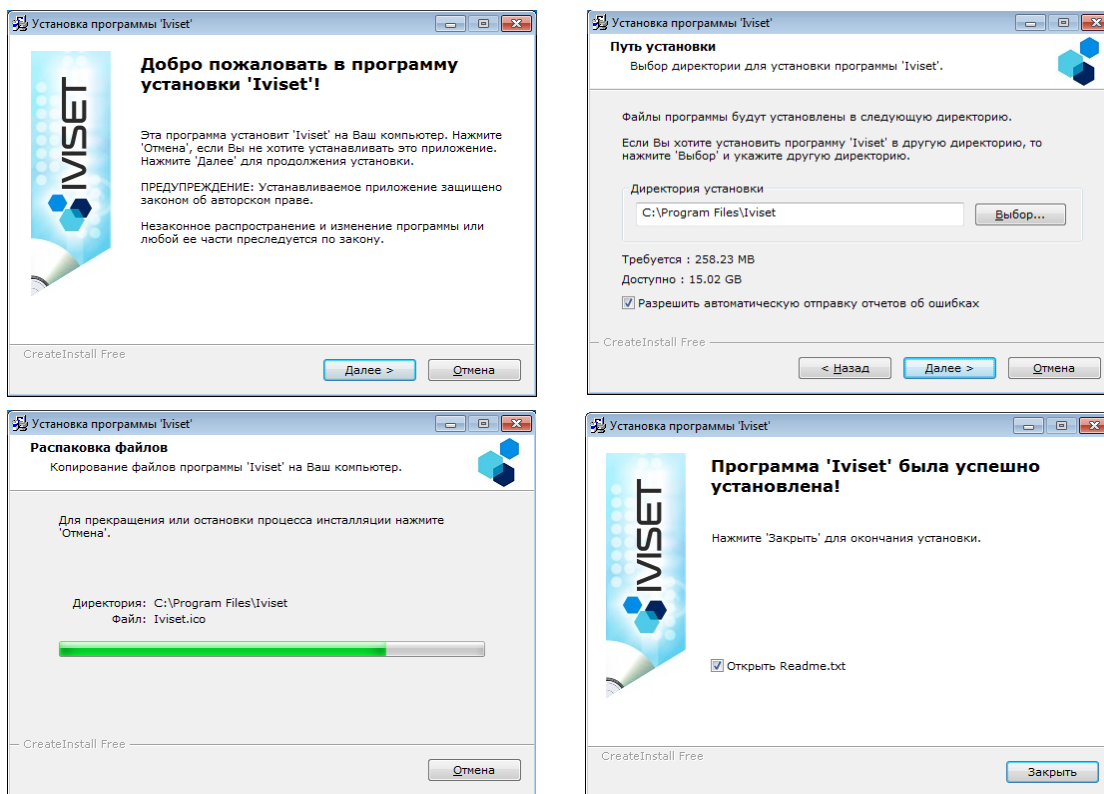 Установка программы 'Iviset'
IVISET
Добро пожаловать в программу
установки 'Iviset'!
Эта программа установит 'Iviset' на Ваш компьютер. Нажмите
'Отмена', если Вы не хотите устанавливать это приложение.
Нажмите 'Далее' для продолжения установки.
ПРЕДУПРЕЖДЕНИЕ: Устанавливаемое приложение защищено
законом об авторском праве.
Незаконное распространение и изменение программы или
любой ее части преследуется по закону.
CreateInstall Free
Далее >
Отмена
Установка программы 'Iviset'
Путь установки
Выбор директории для установки программы 'Iviset'.
Файлы программы будут установлены в следующую директорию.
Если Вы хотите установить программу 'Iviset' в другую директорию, то
нажмите 'Выбор' и укажите другую директорию.
Директория установки
C:\Program Files\Iviset
Выбор...
Требуется : 258.23 MB
Доступно : 15.02 GB
Разрешить автоматическую отправку отчетов об ошибках
CreateInstall Free
< Назад
Далее >
Отмена
Установка программы 'Iviset'
Распаковка файлов
Копирование файлов программы 'Iviset' на Ваш компьютер.
Для прекращения или остановки процесса инсталляции нажмите
'Отмена'.
Директория: C:\Program Files\Iviset
Файл: Iviset.ico
CreateInstall Free
Отмена
Установка программы 'Iviset'
IVISET
Программа 'Iviset' была успешно
установлена!
Нажмите 'Закрыть' для окончания установки.
Открыть Readme.txt
CreateInstall Free
Закрыть